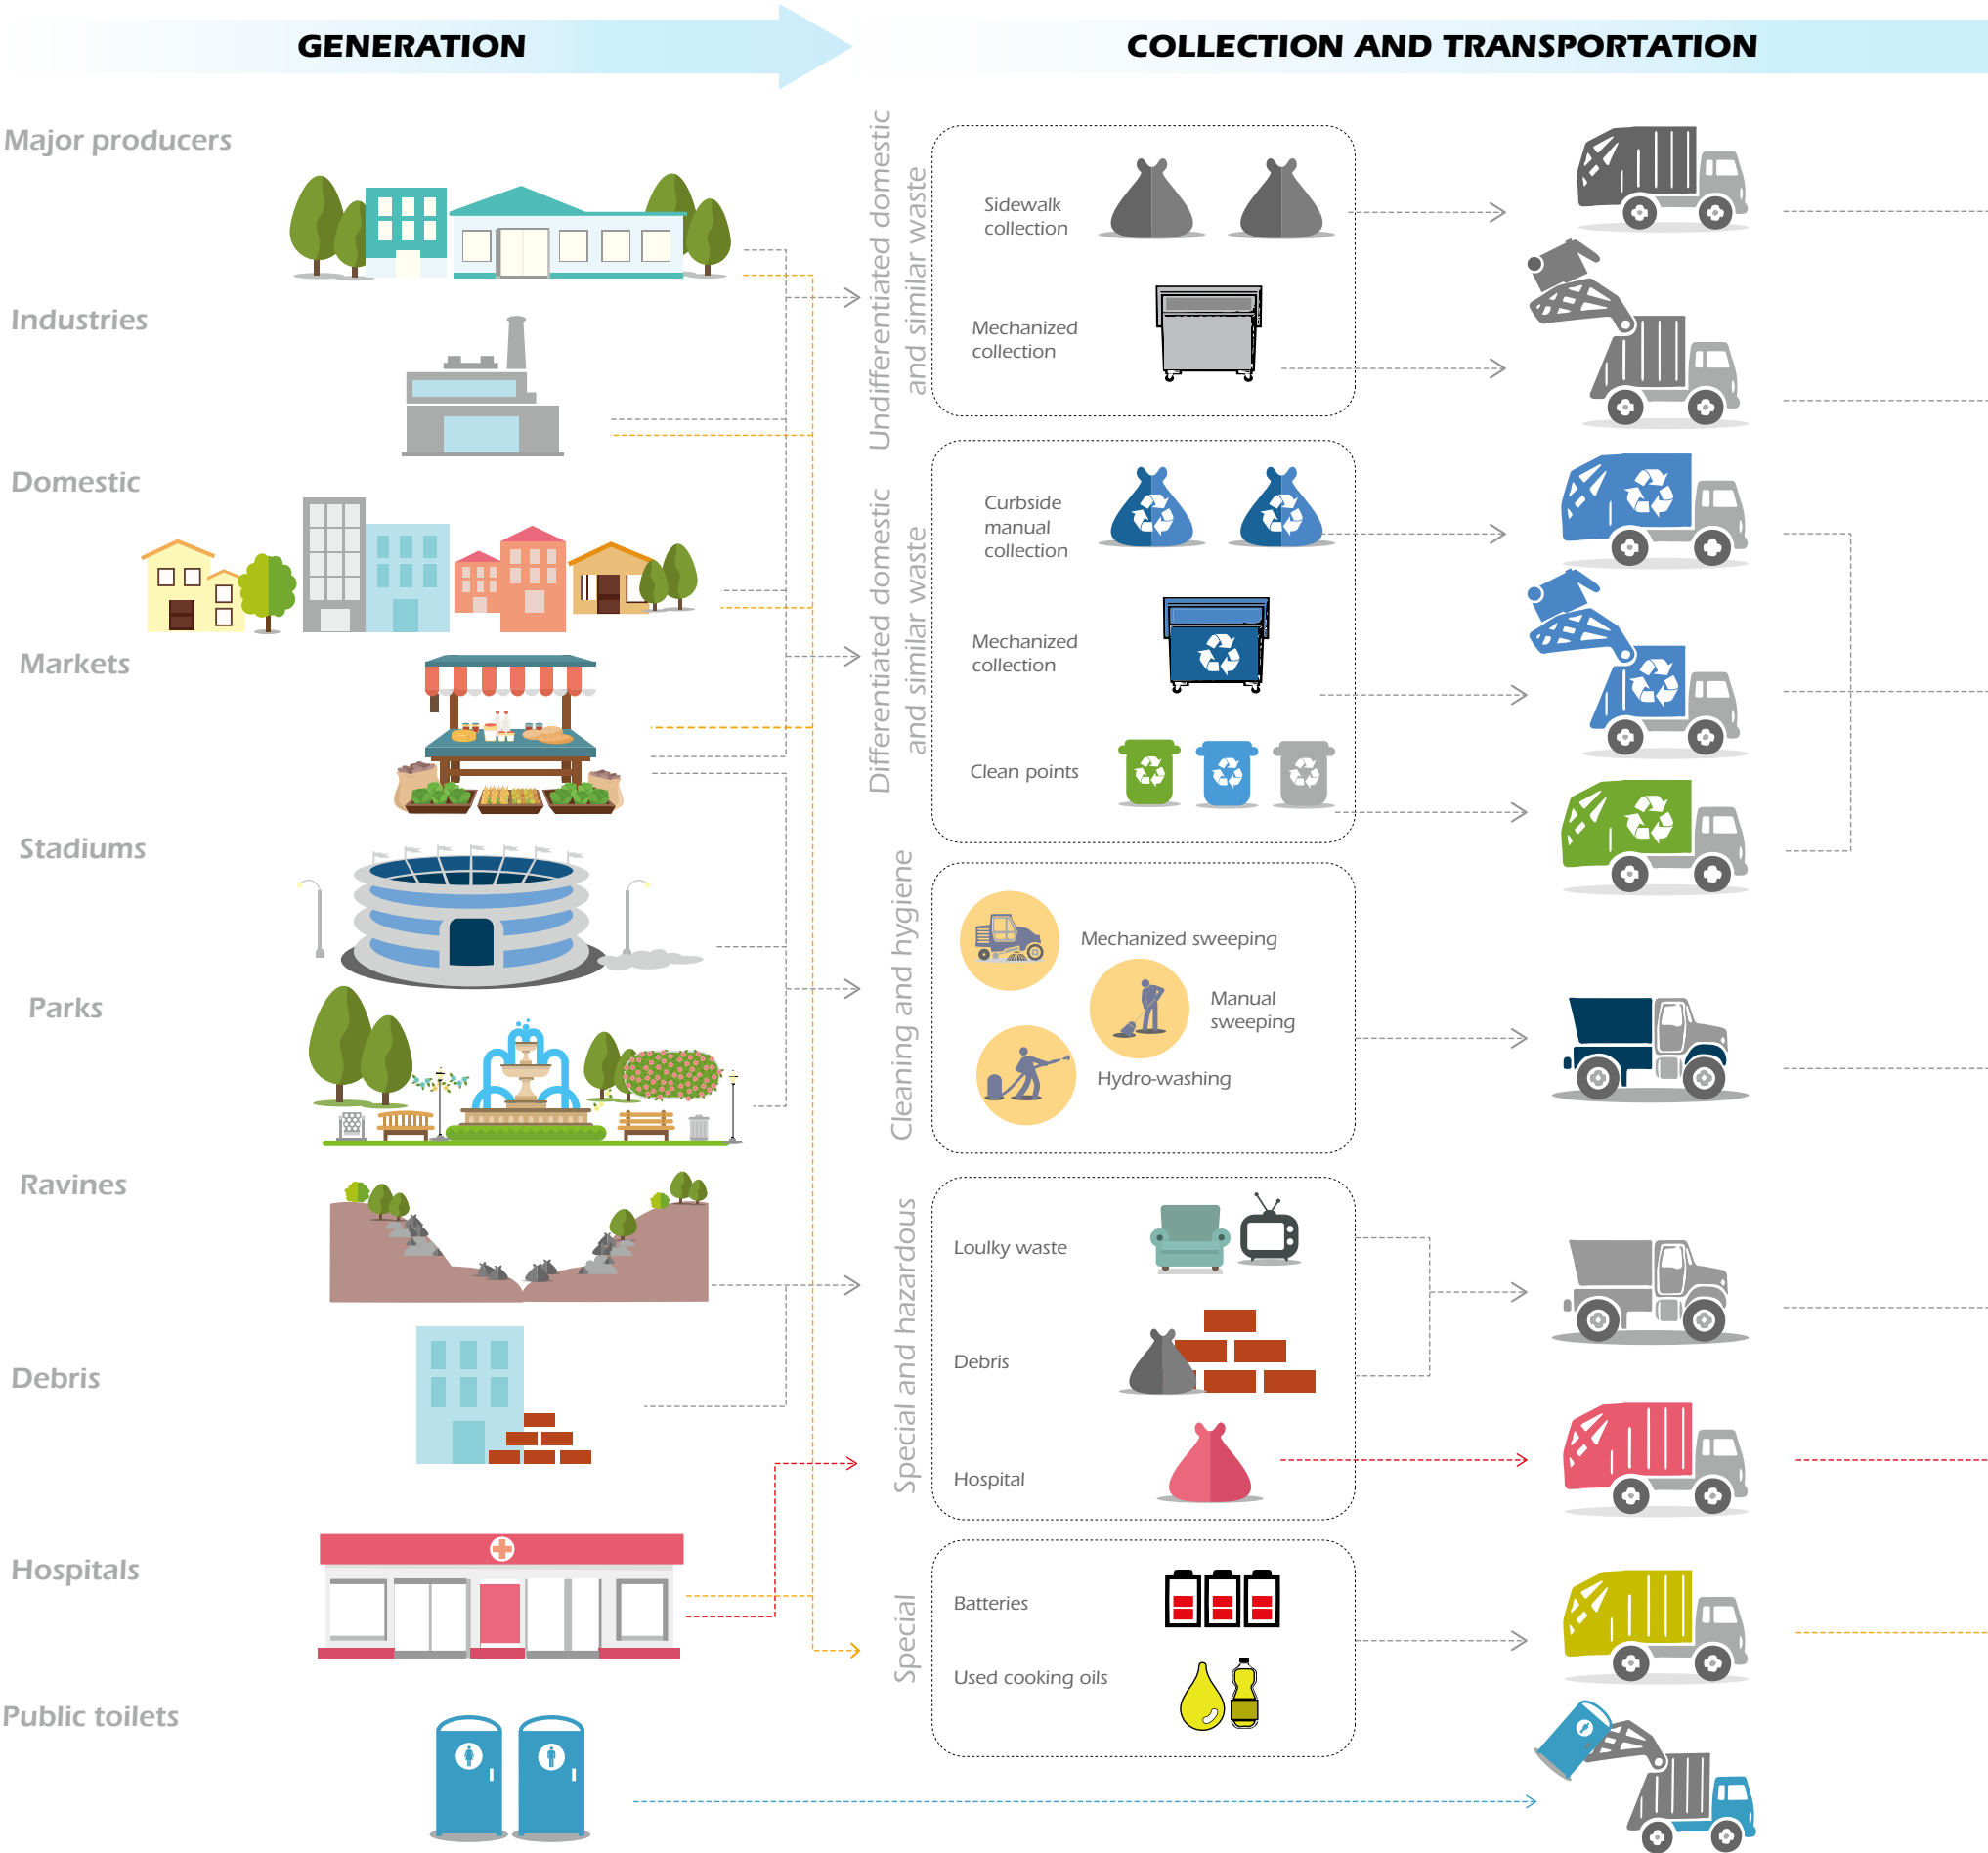 GENERATION
COLLECTION AND TRANSPORTATION
Major producers
Industries
Domestic
Markets
Stadiums
Parks
Ravines
Debris
Hospitals
Public toilets
Undifferentiated domestic
and similar waste
Sidewalk
collection
Mechanized
collection
Differentiated domestic
and similar waste
Curbside
manual
collection
Mechanized
collection
Clean points
Cleaning and hygiene
Mechanized sweeping
Manual
sweeping
Hydro-washing
Special and hazardous
Loulky waste
Debris
Hospital
Special
Batteries
Used cooking oils